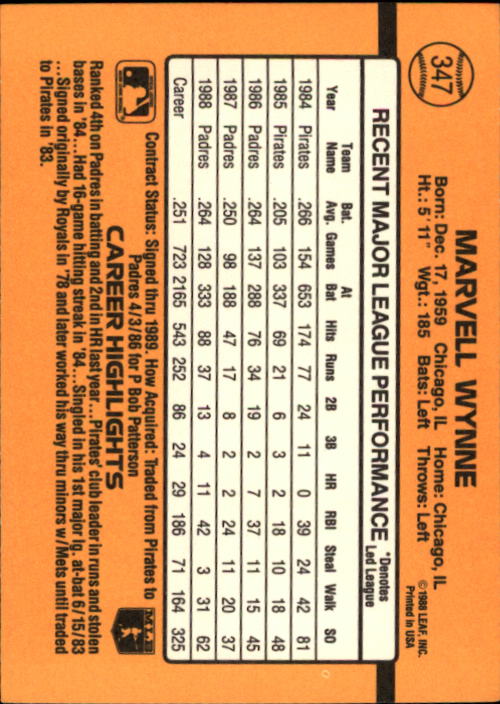 347
MARVELL WYNNE
Born: Dec. 17, 1959 Chicago, IL Home: Chicago, IL
Ht.: 5' 11" Wgt.: 185 Bats: Left Throws: Left
©1988 LEAF, INC.
Printed in USA
RECENT MAJOR LEAGUE PERFORMANCE *Denotes Led League
Year Team Name Bat. Avg. Games At Bat Hits Runs 2B 3B HR RBI Steal Walk SO
1984 Pirates .266 154 653 174 77 24 11 0 39 24 42 81
1985 Pirates .205 103 337 69 21 6 3 2 18 10 18 48
1986 Padres .264 137 288 76 34 19 2 7 37 11 15 45
1987 Padres .250 98 188 47 17 8 2 2 24 11 20 37
1988 Padres .264 128 333 88 37 13 4 11 42 3 31 62
Career .251 723 2165 543 252 86 24 29 186 71 164 325
Contract Status: Signed thru 1989. How Acquired: Traded from Pirates to
Padres 4/3/86 for P Bob Patterson
MLB
CAREER HIGHLIGHTS
Ranked 4th on Padres in batting and 2nd in HR last year...Pirates' club leader in runs and stolen
bases in '84...Had 16-game hitting streak in '84...Singled in his 1st major lg. at-bat 6/15/83
...Signed originally by Royals in '78 and later worked his way thru minors w/Mets until traded
to Pirates in '83.